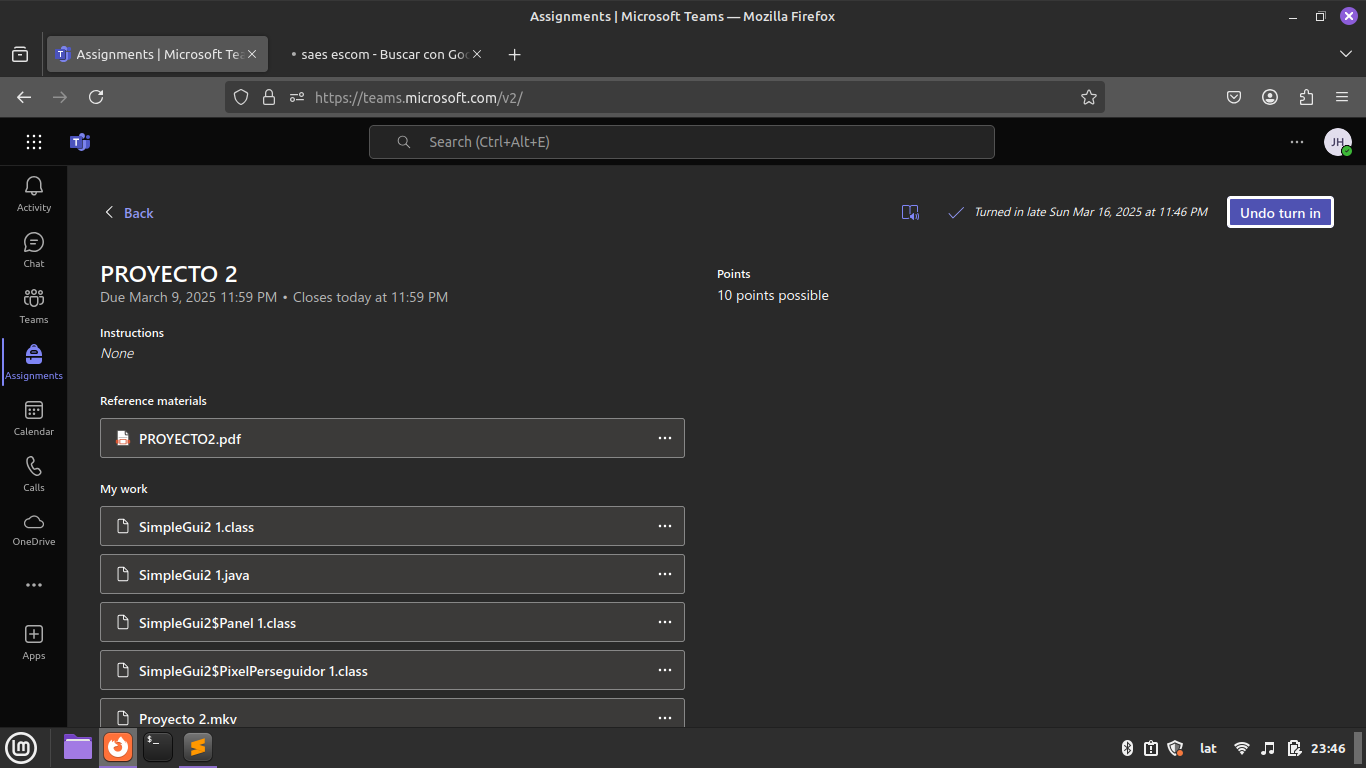 Assignments | Microsoft Teams — Mozilla Firefox
Assignments | Microsoft Tea
saes escom - Buscar con Goo
https://teams.microsoft.com/v2/
Search (Ctrl+Alt+E)
JH
Activity
Chat
Teams
Assignments
Calendar
Calls
OneDrive
Apps
Back
Turned in late Sun Mar 16, 2025 at 11:46 PM
Undo turn in
PROYECTO 2
Due March 9, 2025 11:59 PM • Closes today at 11:59 PM
Points
10 points possible
Instructions
None
Reference materials
PROYECTO2.pdf
My work
SimpleGui2 1.class
SimpleGui2 1.java
SimpleGui2$Panel 1.class
SimpleGui2$PixelPerseguidor 1.class
Proyecto 2.mkv
lat
23:46